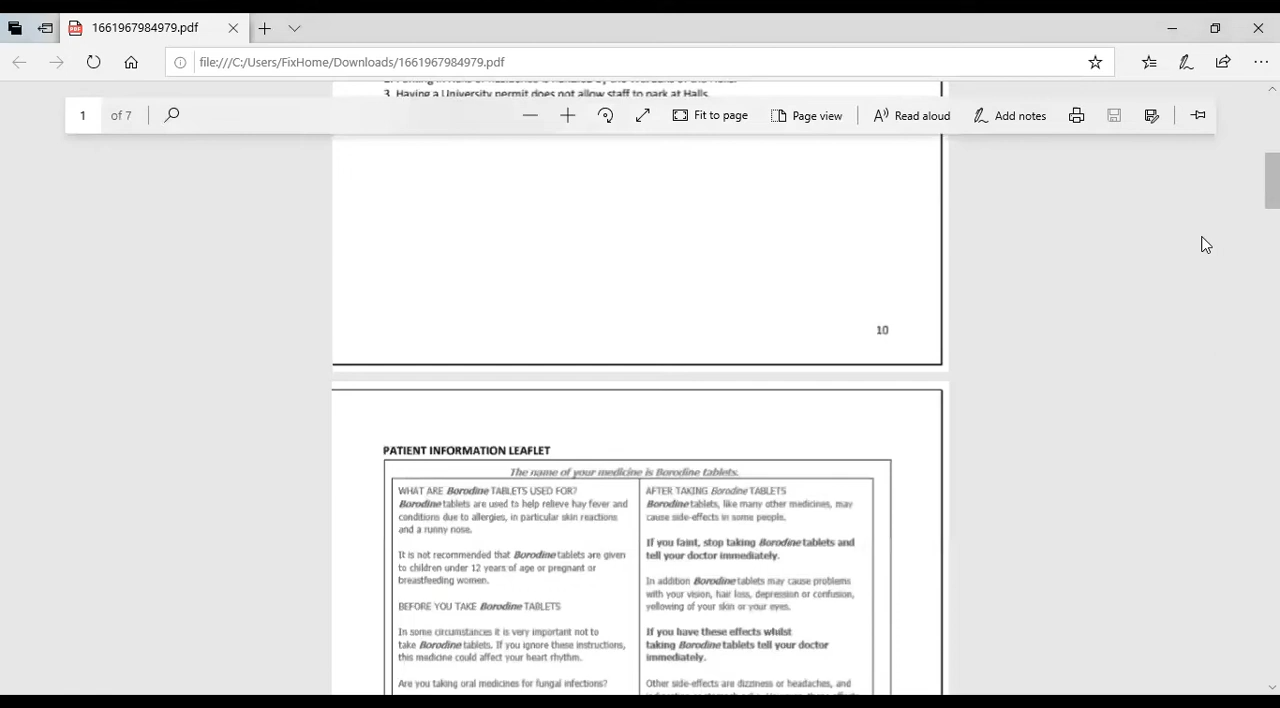 1661967984979.pdf
file:///C:/Users/FixHome/Downloads/1661967984979.pdf
3. Having a University permit does not allow staff to park at Halls.
1 of 7
Fit to page
Page view
Read aloud
Add notes
10
PATIENT INFORMATION LEAFLET
The name of your medicine is Borodine tablets.
WHAT ARE Borodine TABLETS USED FOR?
Borodine tablets are used to help relieve hay fever and
conditions due to allergies, in particular skin reactions
and a runny nose.
It is not recommended that Borodine tablets are given
to children under 12 years of age or pregnant or
breastfeeding women.
BEFORE YOU TAKE Borodine TABLETS
In some circumstances it is very important not to
take Borodine tablets. If you ignore these instructions,
this medicine could affect your heart rhythm.
Are you taking oral medicines for fungal infections?
AFTER TAKING Borodine TABLETS
Borodine tablets, like many other medicines, may
cause side-effects in some people.
If you faint, stop taking Borodine tablets and
tell your doctor immediately.
In addition Borodine tablets may cause problems
with your vision, hair loss, depression or confusion,
yellowing of your skin or your eyes.
If you have these effects whilst
taking Borodine tablets tell your doctor
immediately.
Other side-effects are dizziness or headaches, and